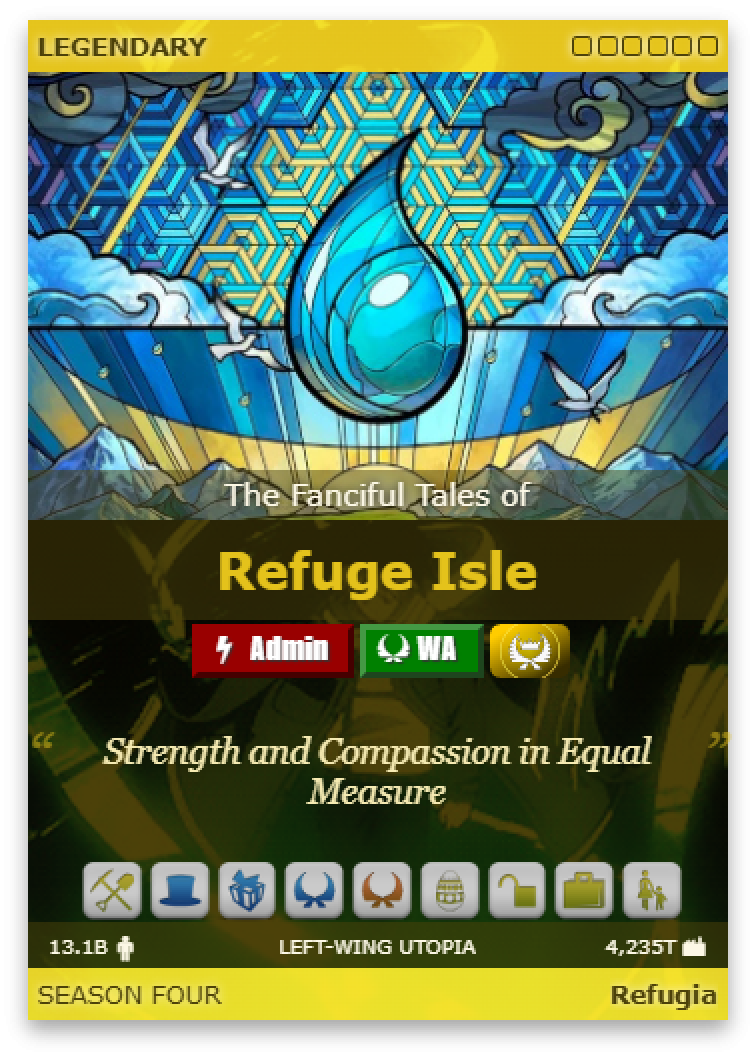 LEGENDARY
The Fanciful Tales of
Refuge Isle
Admin WA
“ Strength and Compassion in Equal ”
Measure
13.1B LEFT-WING UTOPIA 4,235T
SEASON FOUR Refugia